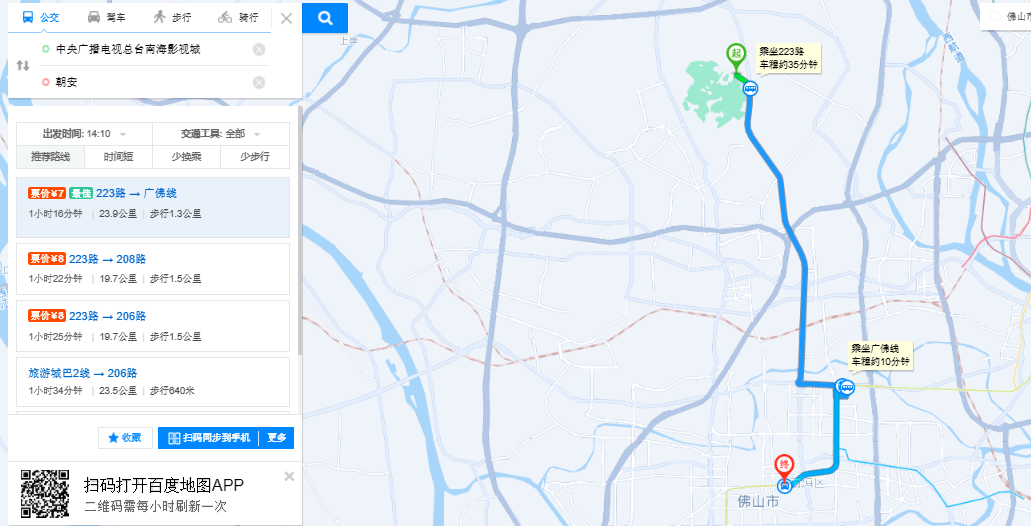 公交 驾车 步行 骑行
中央广播电视总台南海影视城
朝安
出发时间: 14:10 交通工具: 全部
推荐路线 时间短 少换乘 少步行
票价¥7 最佳 223路 → 广佛线
1小时16分钟 | 23.9公里 | 步行1.3公里
票价¥8 223路 → 208路
1小时22分钟 | 19.7公里 | 步行1.5公里
票价¥8 223路 → 206路
1小时25分钟 | 19.7公里 | 步行1.5公里
旅游城巴2线 → 206路
1小时34分钟 | 23.5公里 | 步行640米
收藏 扫码同步到手机 更多
扫码打开百度地图APP
二维码需每小时刷新一次
佛山市
西航道
起
乘坐223路
车程约35分钟
乘坐广佛线
车程约10分钟
终
佛山市